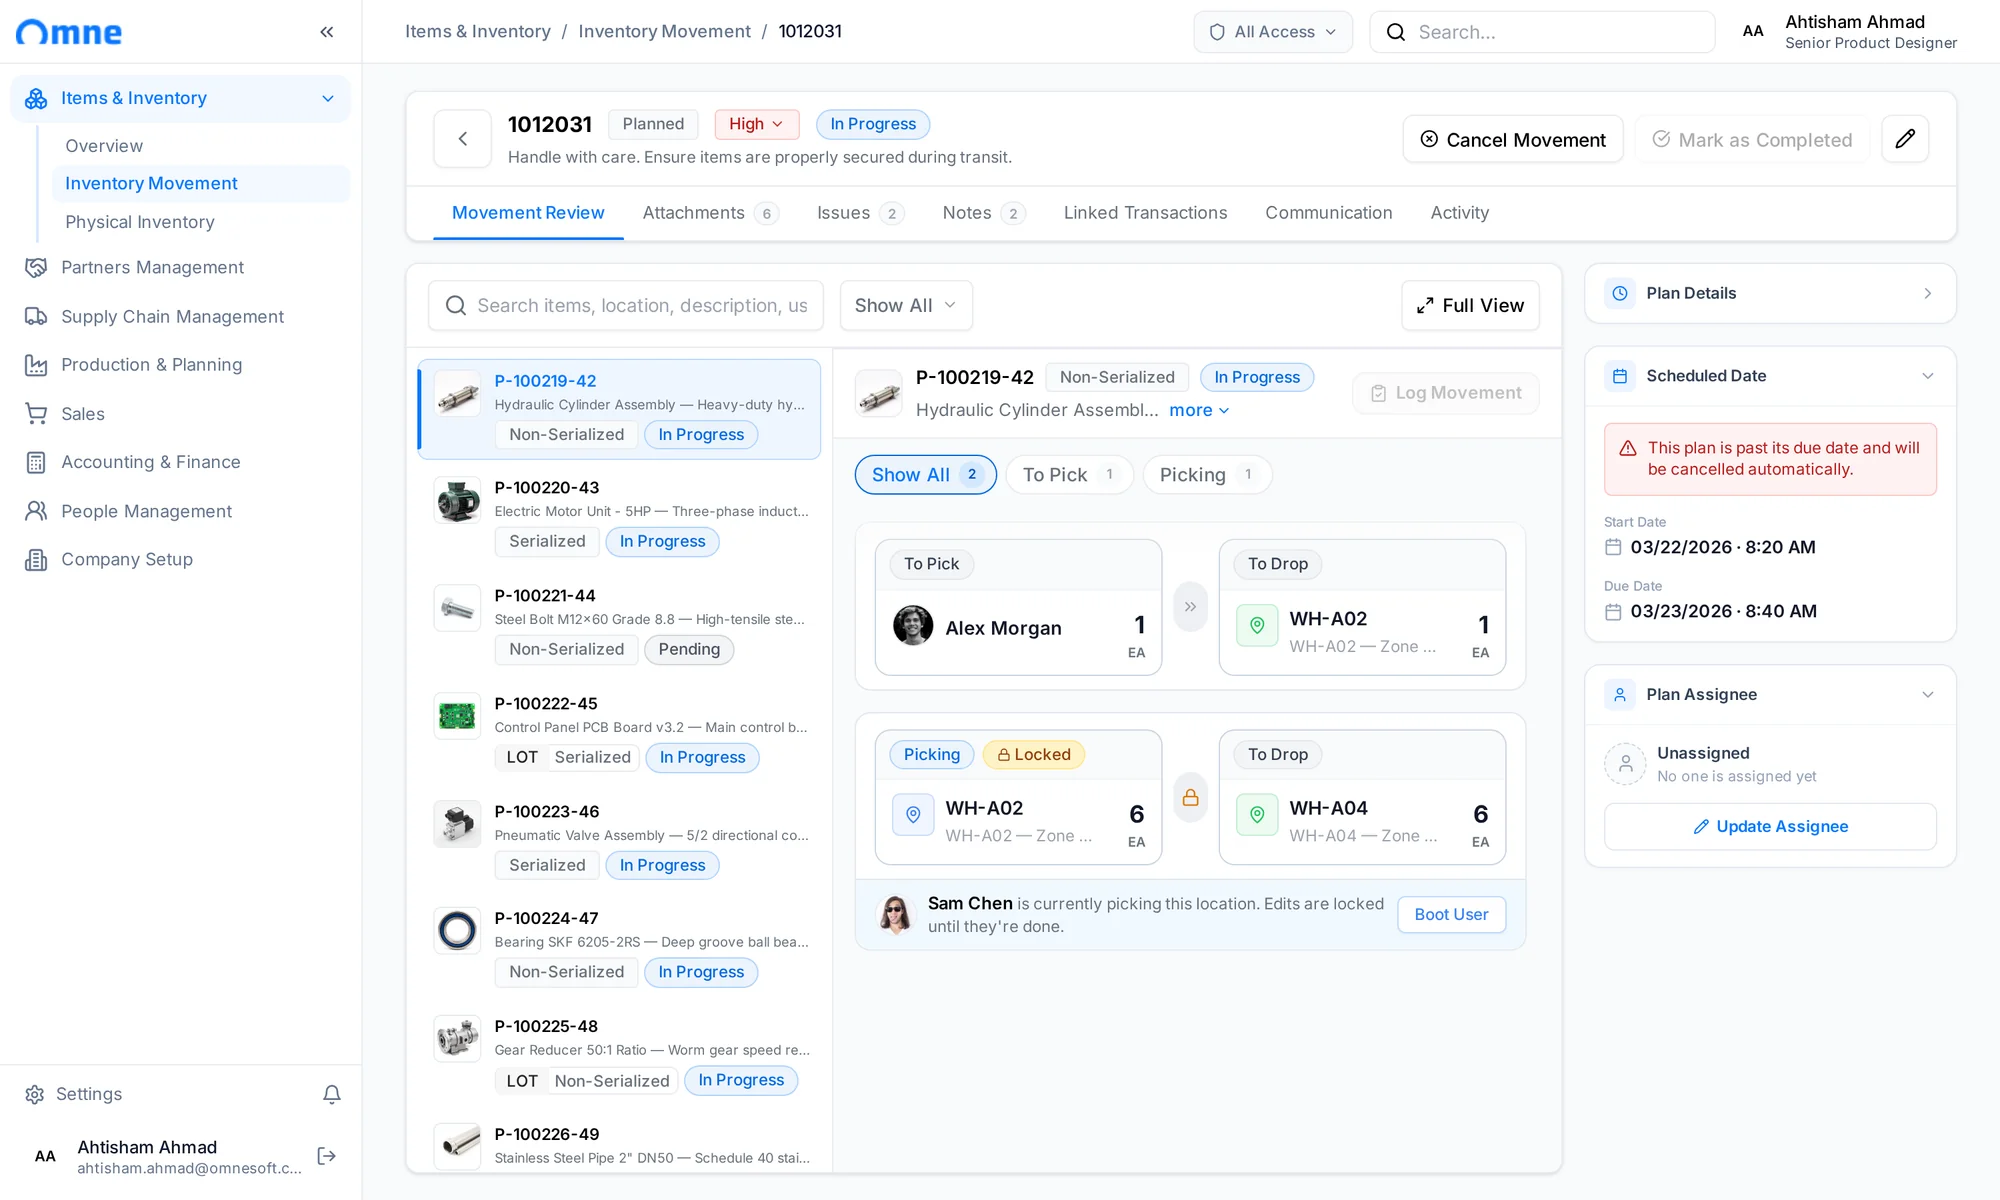 Omne
Items & Inventory / Inventory Movement / 1012031
All Access
Search...
AA
Ahtisham Ahmad
Senior Product Designer
Items & Inventory
Overview
Inventory Movement
Physical Inventory
Partners Management
Supply Chain Management
Production & Planning
Sales
Accounting & Finance
People Management
Company Setup
Settings
AA
Ahtisham Ahmad
ahtisham.ahmad@omnesoft.c...
1012031 Planned High In Progress
Handle with care. Ensure items are properly secured during transit.
Cancel Movement
Mark as Completed
Movement Review Attachments 6 Issues 2 Notes 2 Linked Transactions Communication Activity
Search items, location, description, us
Show All
Full View
P-100219-42
Hydraulic Cylinder Assembly — Heavy-duty hy...
Non-Serialized In Progress
P-100220-43
Electric Motor Unit - 5HP — Three-phase induct...
Serialized In Progress
P-100221-44
Steel Bolt M12×60 Grade 8.8 — High-tensile ste...
Non-Serialized Pending
P-100222-45
Control Panel PCB Board v3.2 — Main control b...
LOT Serialized In Progress
P-100223-46
Pneumatic Valve Assembly — 5/2 directional co...
Serialized In Progress
P-100224-47
Bearing SKF 6205-2RS — Deep groove ball bea...
Non-Serialized In Progress
P-100225-48
Gear Reducer 50:1 Ratio — Worm gear speed re...
LOT Non-Serialized In Progress
P-100226-49
Stainless Steel Pipe 2" DN50 — Schedule 40 stai...
P-100219-42 Non-Serialized In Progress
Hydraulic Cylinder Assembl... more
Log Movement
Show All 2 To Pick 1 Picking 1
To Pick
Alex Morgan
1
EA
To Drop
WH-A02
WH-A02 — Zone ...
1
EA
Picking Locked
WH-A02
WH-A02 — Zone ...
6
EA
To Drop
WH-A04
WH-A04 — Zone ...
6
EA
Sam Chen is currently picking this location. Edits are locked
until they're done.
Boot User
Plan Details
Scheduled Date
This plan is past its due date and will
be cancelled automatically.
Start Date
03/22/2026 · 8:20 AM
Due Date
03/23/2026 · 8:40 AM
Plan Assignee
Unassigned
No one is assigned yet
Update Assignee